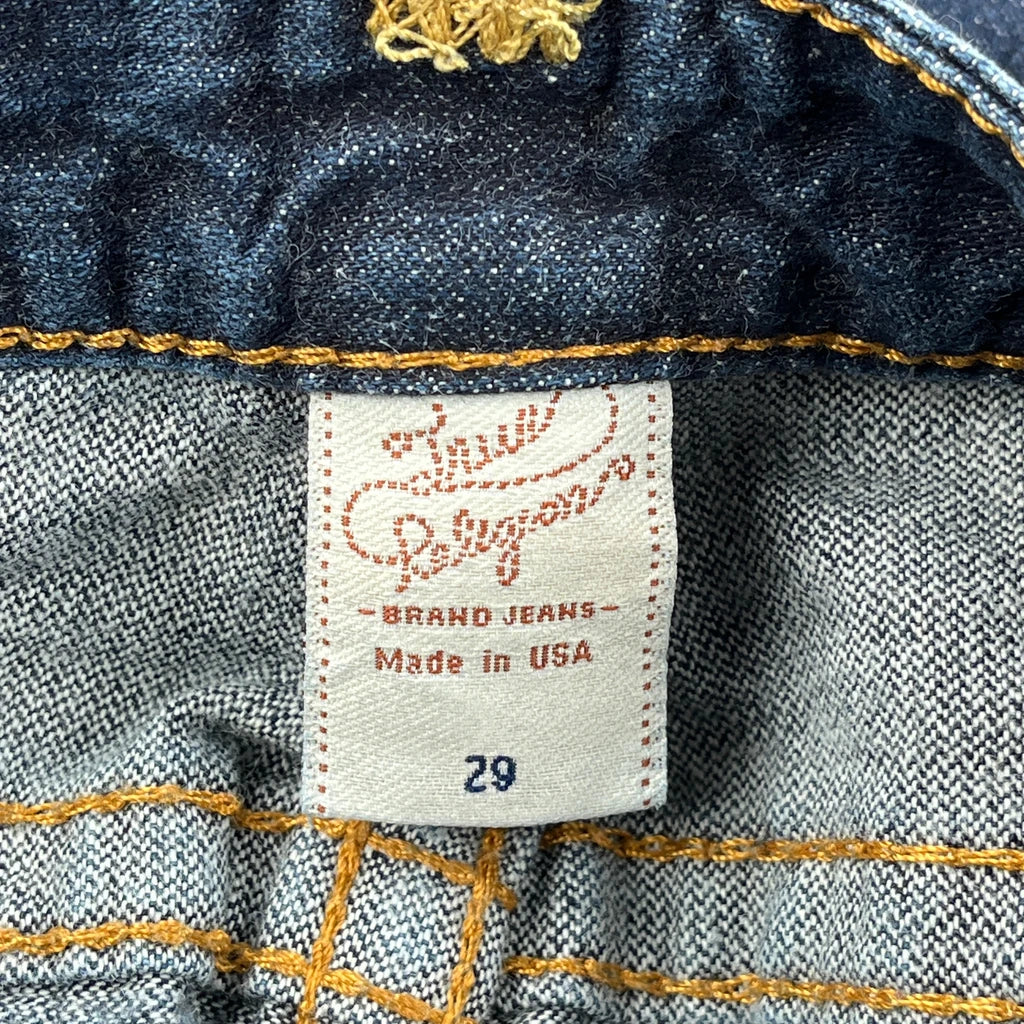 True
Religion
-BRAND JEANS-
Made in USA
29